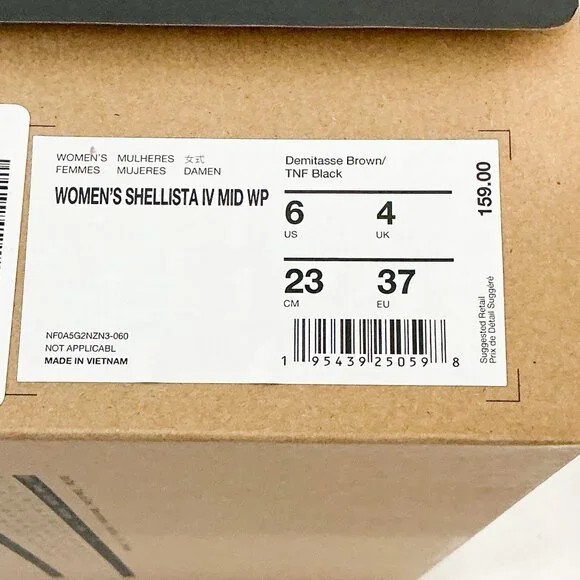 WOMEN'S MULHERES 女式
FEMMES MUJERES DAMEN
WOMEN'S SHELLISTA IV MID WP
Demitasse Brown/
TNF Black
6 4
US UK
23 37
CM EU
159.00
Suggested Retail
Prix de Détail Suggéré
NF0A5G2NZN3-060
NOT APPLICABL
MADE IN VIETNAM
1 95439 25059 8